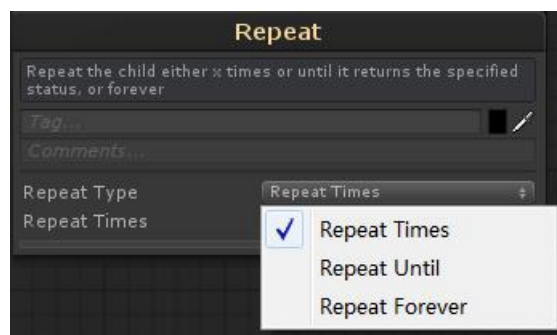 Repeat
Repeat the child either x times or until it returns the specified
status, or forever
Tag...
Comments...
Repeat Type
Repeat Times
Repeat Times
Repeat Times
Repeat Until
Repeat Forever